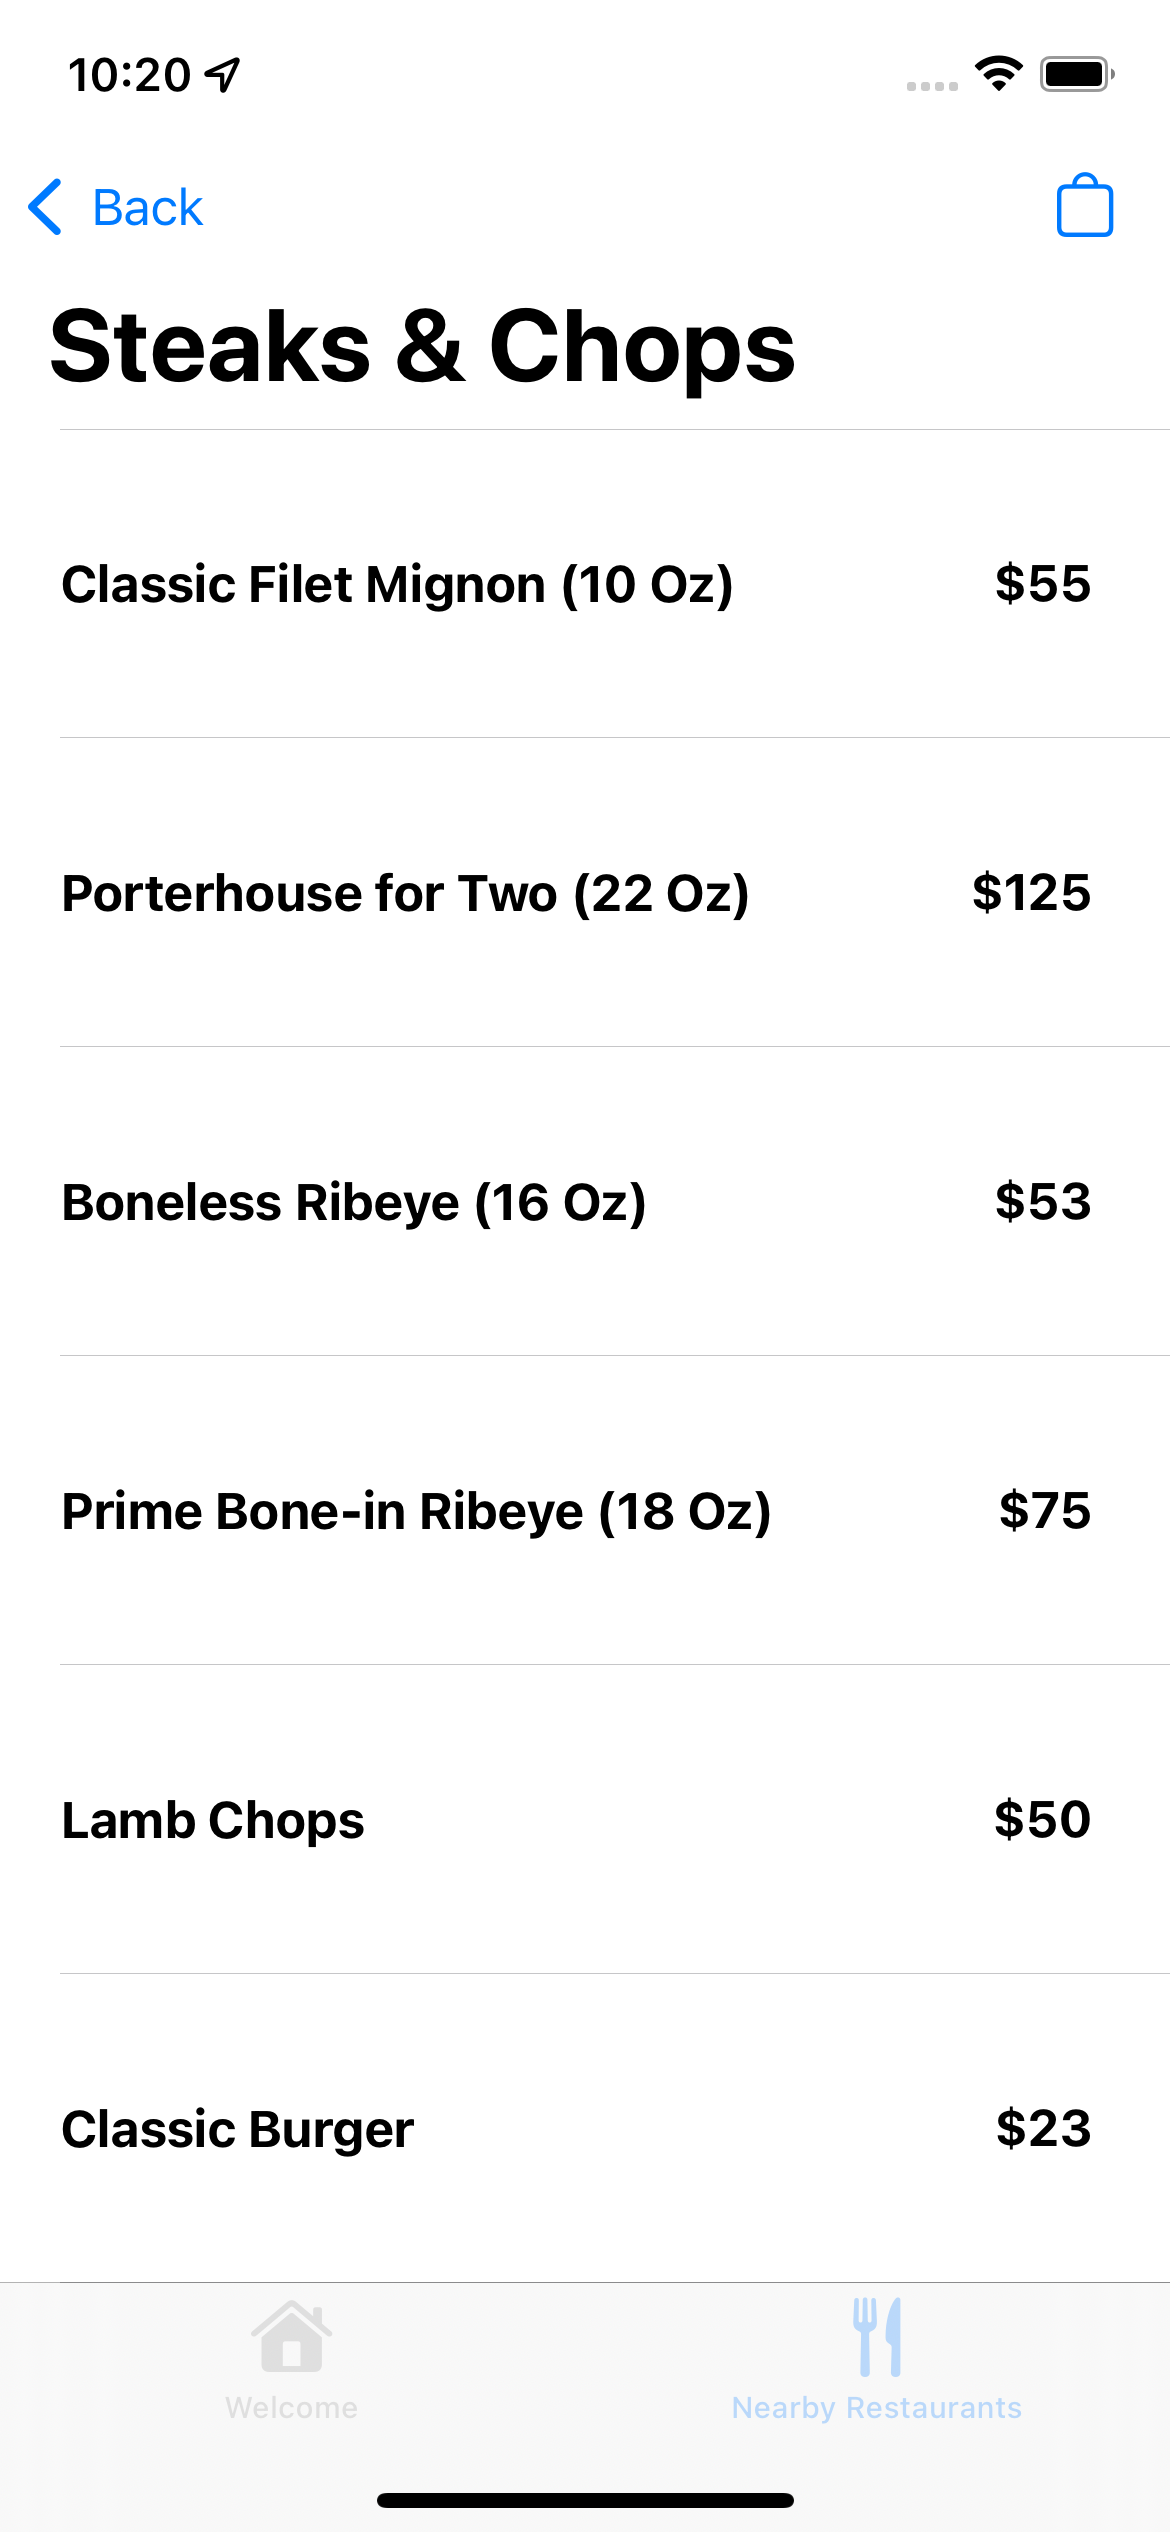 10:20
Back
Steaks & Chops
Classic Filet Mignon (10 Oz) $55
Porterhouse for Two (22 Oz) $125
Boneless Ribeye (16 Oz) $53
Prime Bone-in Ribeye (18 Oz) $75
Lamb Chops $50
Classic Burger $23
Welcome Nearby Restaurants